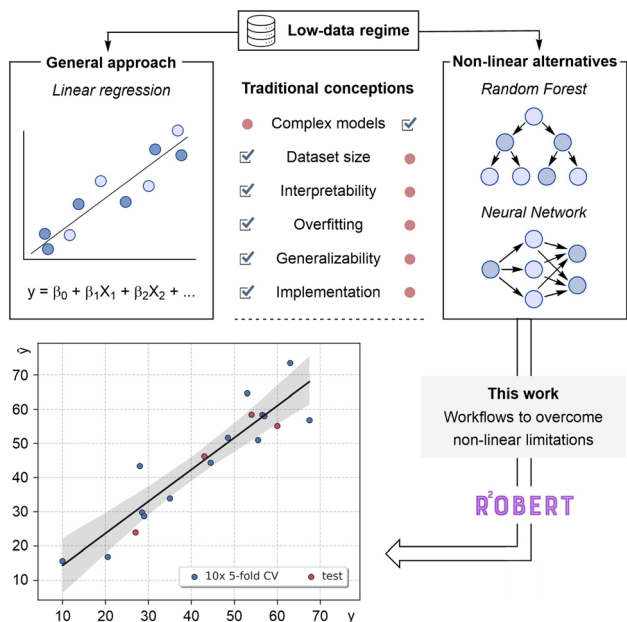 Low-data regime
General approach
Linear regression
y = β₀ + β₁X₁ + β₂X₂ + ...
Traditional conceptions
Complex models
Dataset size
Interpretability
Overfitting
Generalizability
Implementation
Non-linear alternatives
Random Forest
Neural Network
This work
Workflows to overcome
non-linear limitations
R²OBERT
ŷ
70
60
50
40
30
20
10
10x 5-fold CV
test
10 20 30 40 50 60 70 y